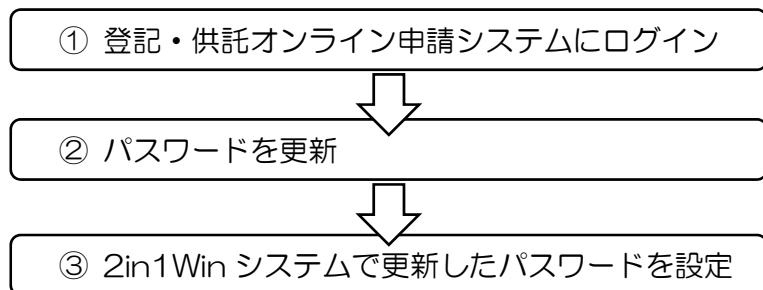 ① 登記・供託オンライン申請システムにログイン
② パスワードを更新
③ 2in1Win システムで更新したパスワードを設定